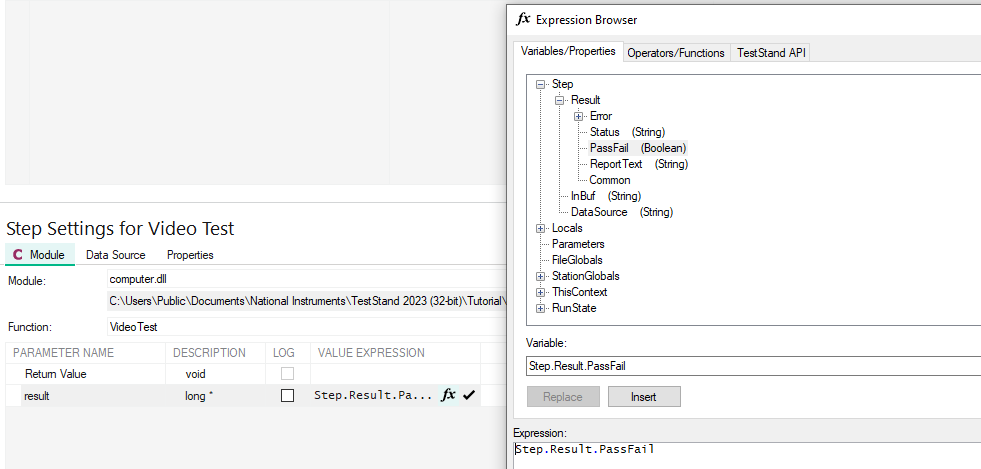 fx Expression Browser
Variables/Properties Operators/Functions TestStand API
Step
Result
Error
Status (String)
PassFail (Boolean)
ReportText (String)
Common
InBuf (String)
DataSource (String)
Locals
Parameters
FileGlobals
StationGlobals
ThisContext
RunState
Variable:
Step.Result.PassFail
Replace Insert
Expression:
Step.Result.PassFail
Step Settings for Video Test
C Module Data Source Properties
Module: computer.dll
C:\Users\Public\Documents\National Instruments\TestStand 2023 (32-bit)\Tutorial\
Function: VideoTest
PARAMETER NAME DESCRIPTION LOG VALUE EXPRESSION
Return Value void
result long * Step.Result.Pa... fx